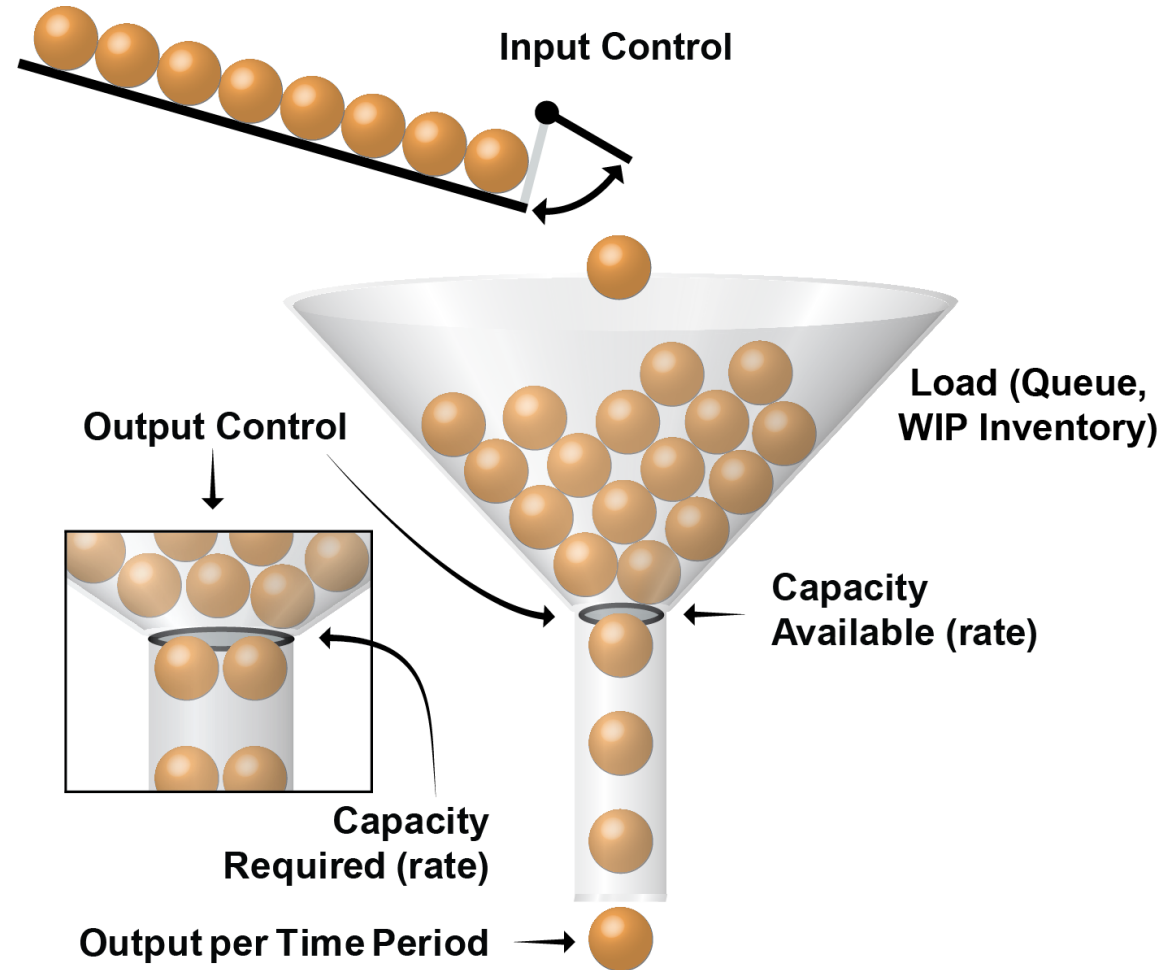 Input Control
Load (Queue,
WIP Inventory)
Output Control
Capacity
Available (rate)
Capacity
Required (rate)
Output per Time Period